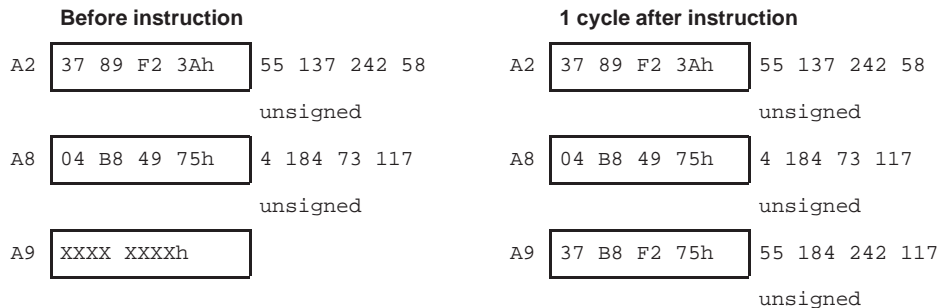 Before instruction 1 cycle after instruction
A2 37 89 F2 3Ah 55 137 242 58 A2 37 89 F2 3Ah 55 137 242 58
unsigned unsigned
A8 04 B8 49 75h 4 184 73 117 A8 04 B8 49 75h 4 184 73 117
unsigned unsigned
A9 XXXX XXXXh A9 37 B8 F2 75h 55 184 242 117
unsigned